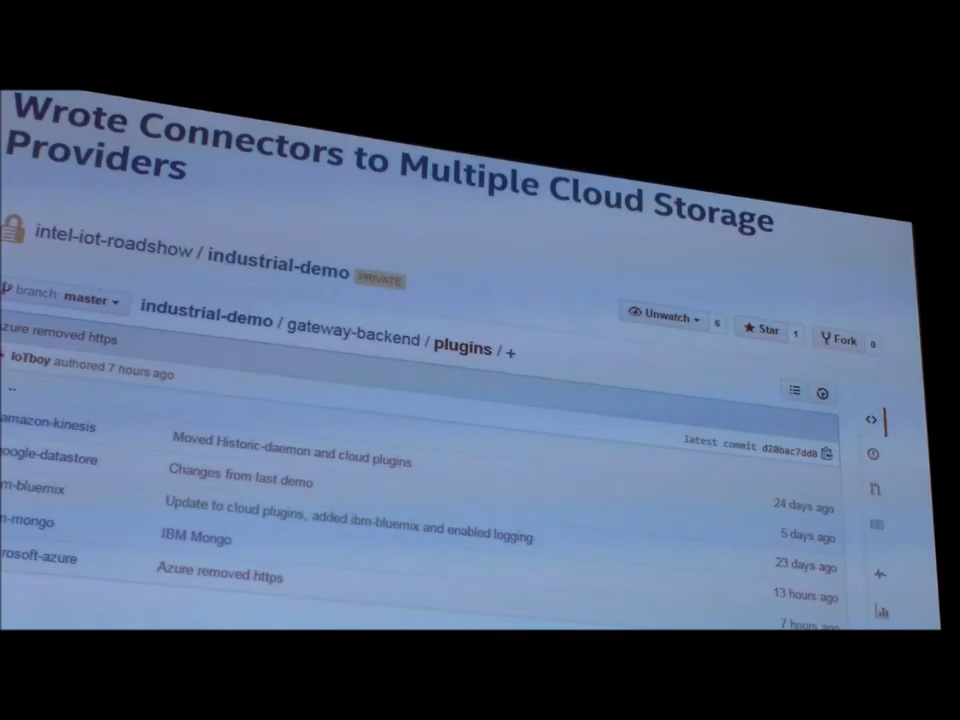 Wrote Connectors to Multiple Cloud Storage
Providers
intel-iot-roadshow / industrial-demo PRIVATE
Unwatch 6 Star 1 Fork 0
branch: master industrial-demo / gateway-backend / plugins / +
zure removed https
IoTboy authored 7 hours ago
latest commit d20bac7dd0
..
amazon-kinesis Moved Historic-daemon and cloud plugins 24 days ago
oogle-datastore Changes from last demo 5 days ago
m-bluemix Update to cloud plugins, added ibm-bluemix and enabled logging 23 days ago
n-mongo IBM Mongo 13 hours ago
rosoft-azure Azure removed https 7 hours ago